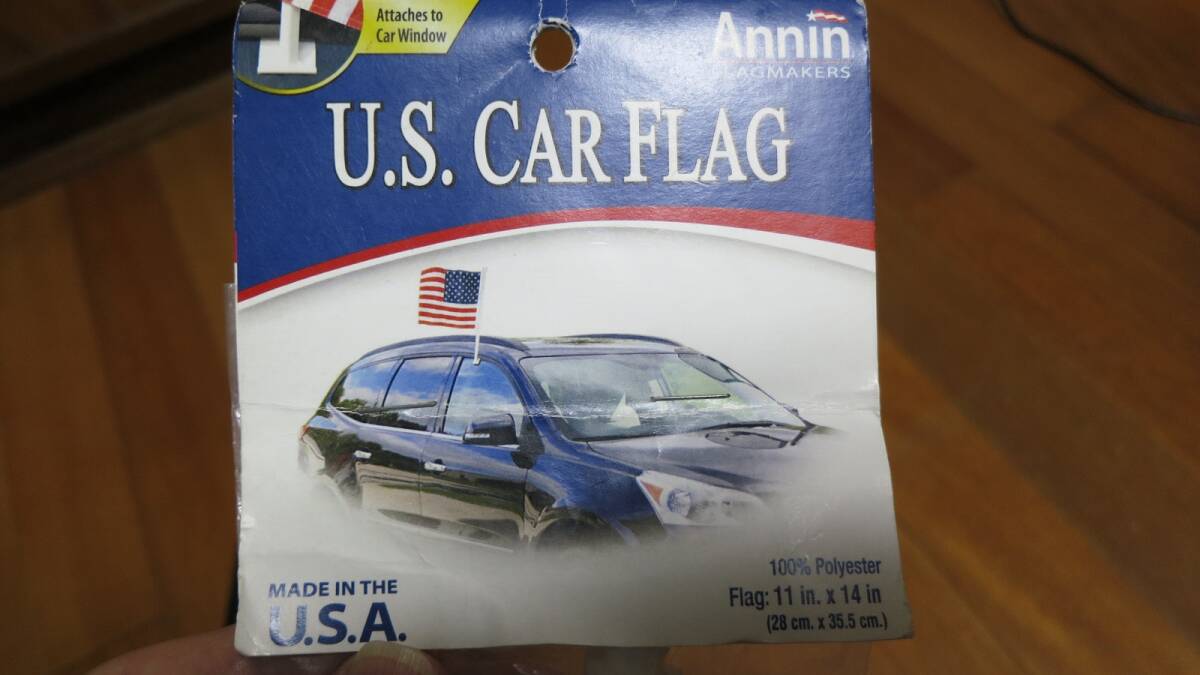 Attaches to
Car Window
Annin
FLAGMAKERS
U.S. CAR FLAG
MADE IN THE
U.S.A.
100% Polyester
Flag: 11 in. x 14 in
(28 cm. x 35.5 cm.)